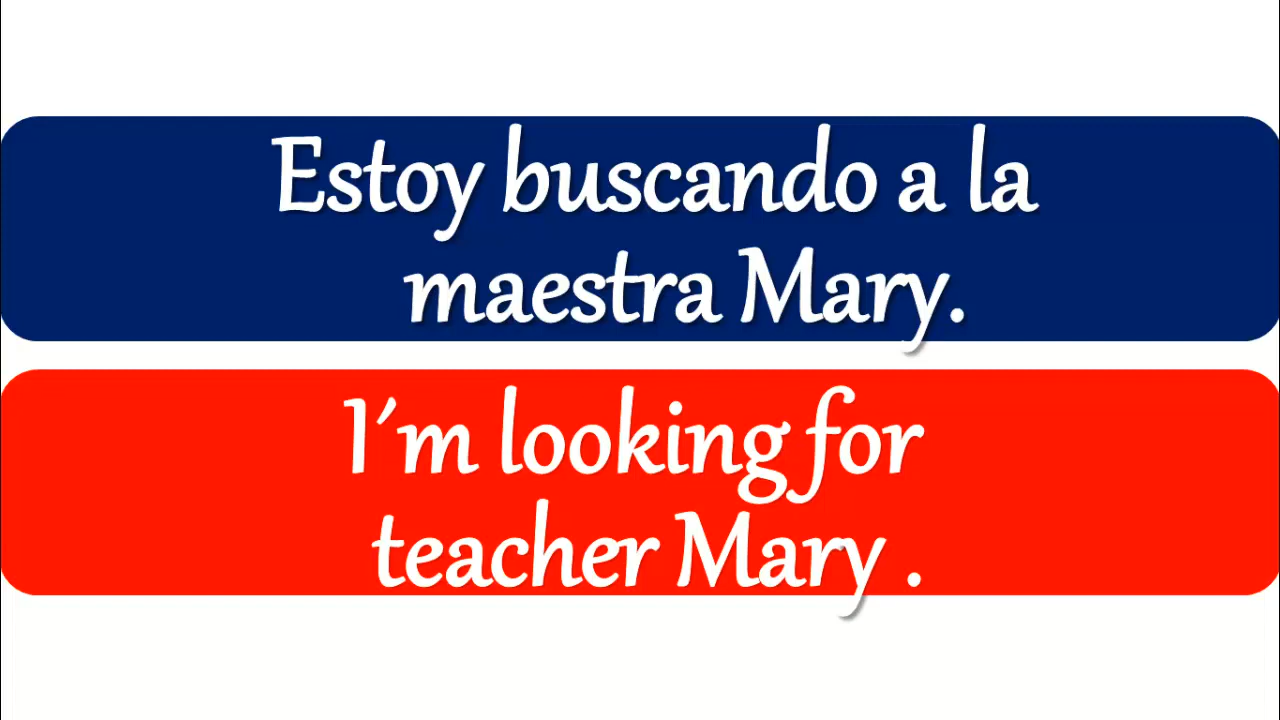 Estoy buscando a la
maestra Mary.
I´m looking for
teacher Mary .